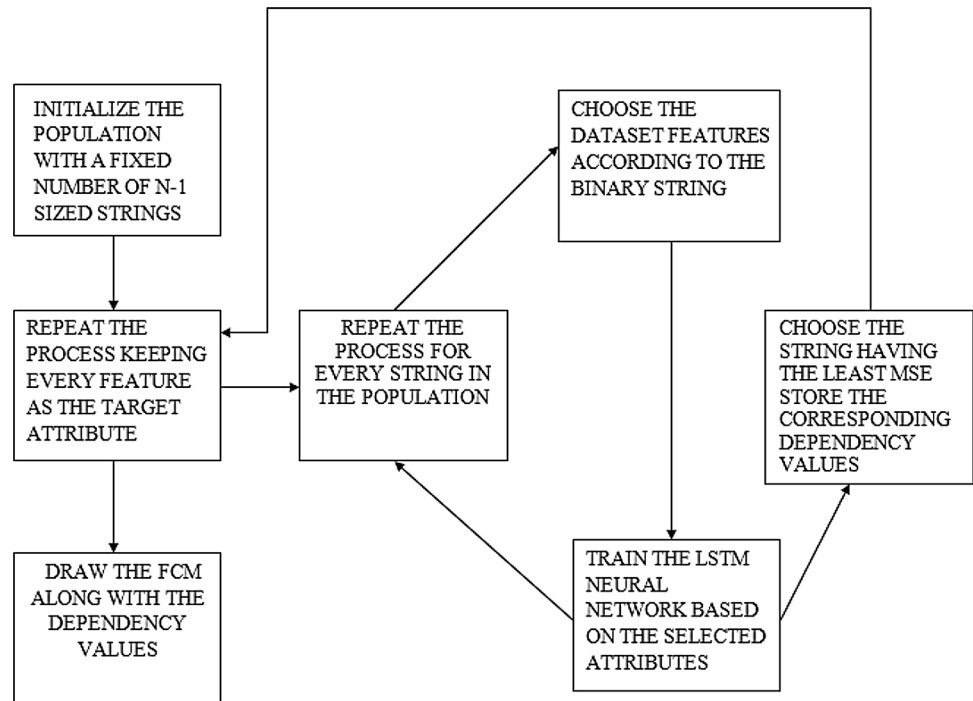 INITIALIZE THE
POPULATION
WITH A FIXED
NUMBER OF N-1
SIZED STRINGS
REPEAT THE
PROCESS KEEPING
EVERY FEATURE
AS THE TARGET
ATTRIBUTE
DRAW THE FCM
ALONG WITH THE
DEPENDENCY
VALUES
REPEAT THE
PROCESS FOR
EVERY STRING IN
THE POPULATION
CHOOSE THE
DATASET FEATURES
ACCORDING TO THE
BINARY STRING
TRAIN THE LSTM
NEURAL
NETWORK BASED
ON THE SELECTED
ATTRIBUTES
CHOOSE THE
STRING HAVING
THE LEAST MSE
STORE THE
CORRESPONDING
DEPENDENCY
VALUES